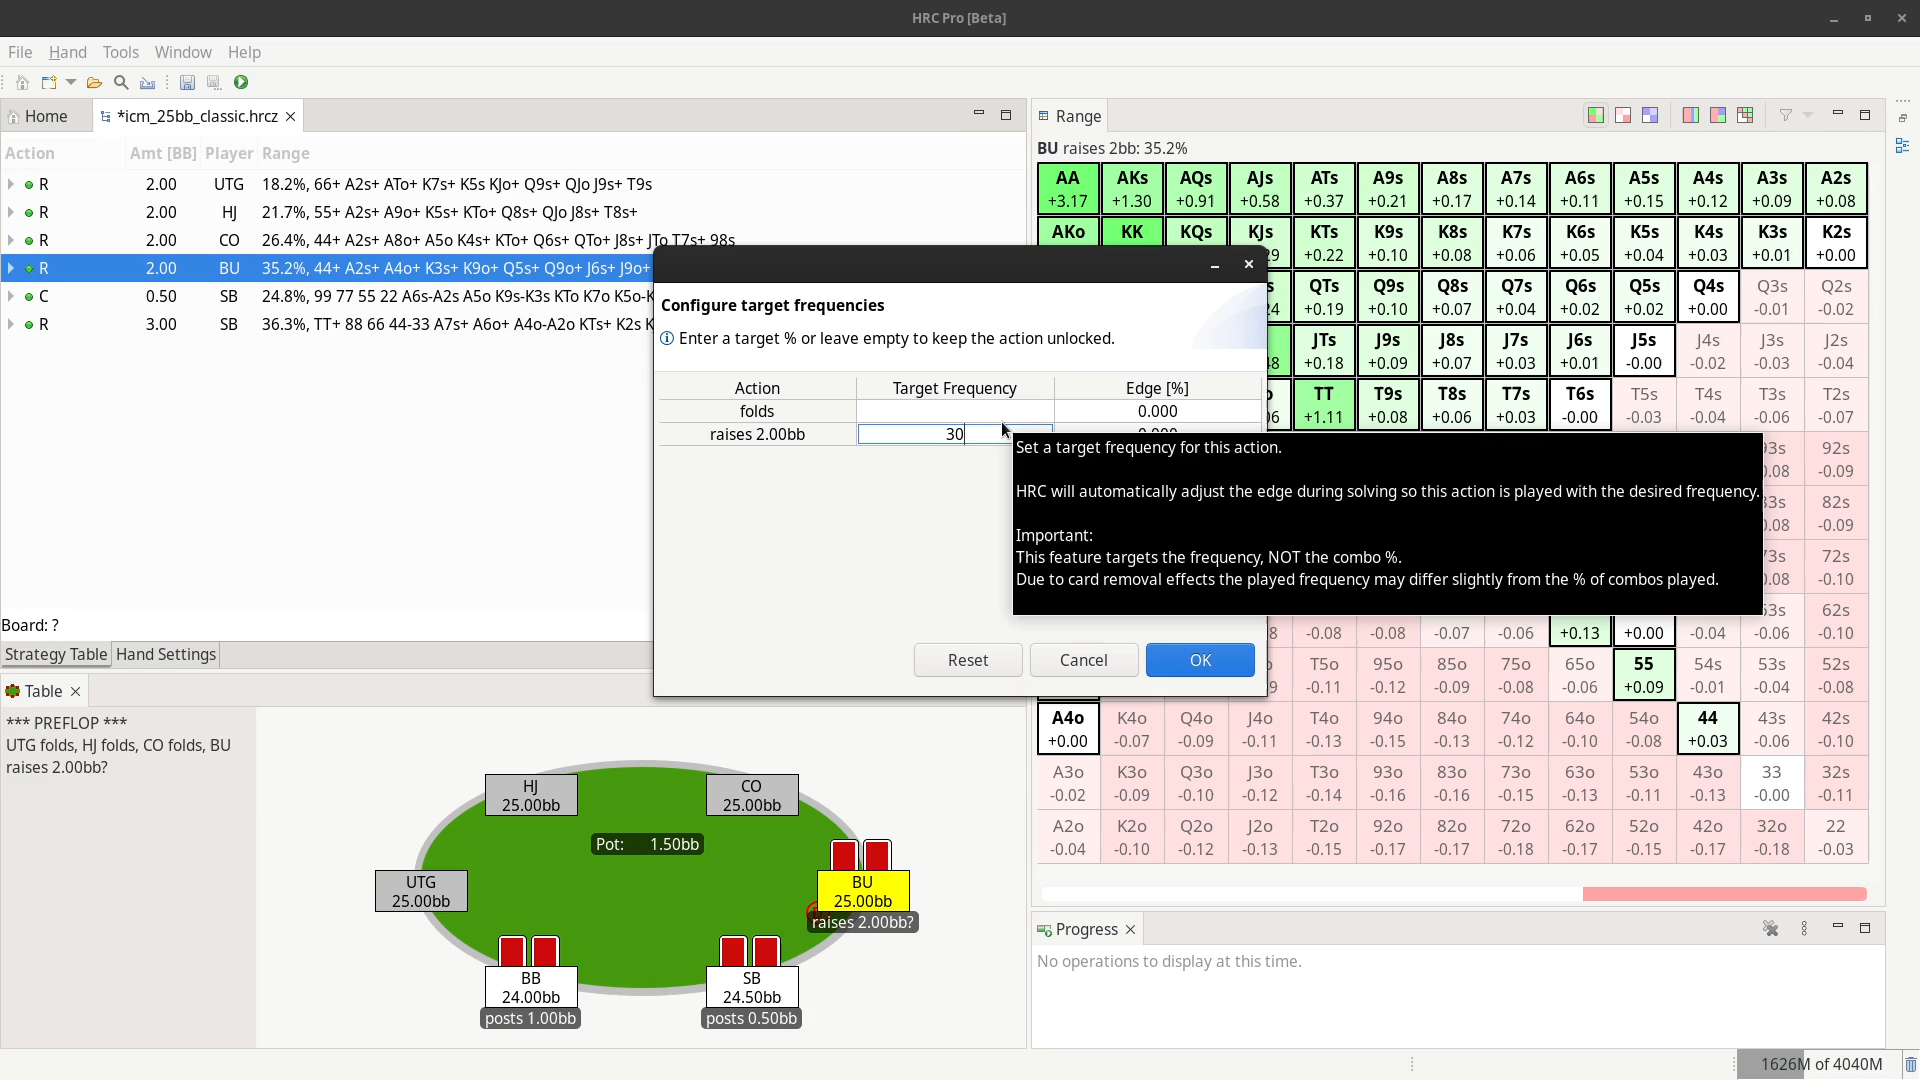 HRC Pro [Beta]
File Hand Tools Window Help
Home *icm_25bb_classic.hrcz
Action Amt [BB] Player Range
R 2.00 UTG 18.2%, 66+ A2s+ ATo+ K7s+ K5s KJo+ Q9s+ QJo J9s+ T9s
R 2.00 HJ 21.7%, 55+ A2s+ A9o+ K5s+ KTo+ Q8s+ QJo J8s+ T8s+
R 2.00 CO 26.4%, 44+ A2s+ A8o+ A5o K4s+ KTo+ Q6s+ QTo+ J8s+ JTo T7s+ 98s
R 2.00 BU 35.2%, 44+ A2s+ A4o+ K3s+ K9o+ Q5s+ Q9o+ J6s+ J9o+
C 0.50 SB 24.8%, 99 77 55 22 A6s-A2s A5o K9s-K3s KTo K7o K5o-K
R 3.00 SB 36.3%, TT+ 88 66 44-33 A7s+ A6o+ A4o-A2o KTs+ K2s K
Board: ?
Strategy Table Hand Settings
Configure target frequencies
Enter a target % or leave empty to keep the action unlocked.
Action Target Frequency Edge [%]
folds 0.000
raises 2.00bb 30
Set a target frequency for this action.
HRC will automatically adjust the edge during solving so this action is played with the desired frequency.
Important:
This feature targets the frequency, NOT the combo %.
Due to card removal effects the played frequency may differ slightly from the % of combos played.
Reset Cancel OK
Range
BU raises 2bb: 35.2%
AA AKs AQs AJs ATs A9s A8s A7s A6s A5s A4s A3s A2s
+3.17 +1.30 +0.91 +0.58 +0.37 +0.21 +0.17 +0.14 +0.11 +0.15 +0.12 +0.09 +0.08
AKo KK KQs KJs KTs K9s K8s K7s K6s K5s K4s K3s K2s
29 +0.22 +0.10 +0.08 +0.06 +0.05 +0.04 +0.03 +0.01 +0.00
s QTs Q9s Q8s Q7s Q6s Q5s Q4s Q3s Q2s
24 +0.19 +0.10 +0.07 +0.04 +0.02 +0.02 +0.00 -0.01 -0.02
JTs J9s J8s J7s J6s J5s J4s J3s J2s
48 +0.18 +0.09 +0.07 +0.03 +0.01 -0.00 -0.02 -0.03 -0.04
o TT T9s T8s T7s T6s T5s T4s T3s T2s
06 +1.11 +0.08 +0.06 +0.03 -0.00 -0.03 -0.04 -0.06 -0.07
93s 92s
0.08 -0.09
83s 82s
0.08 -0.09
73s 72s
0.08 -0.10
63s 62s
8 -0.08 -0.08 -0.07 -0.06 +0.13 +0.00 -0.04 -0.06 -0.10
o T5o 95o 85o 75o 65o 55 54s 53s 52s
9 -0.11 -0.12 -0.09 -0.08 -0.06 +0.09 -0.01 -0.04 -0.08
A4o K4o Q4o J4o T4o 94o 84o 74o 64o 54o 44 43s 42s
+0.00 -0.07 -0.09 -0.11 -0.13 -0.15 -0.13 -0.12 -0.10 -0.08 +0.03 -0.06 -0.10
A3o K3o Q3o J3o T3o 93o 83o 73o 63o 53o 43o 33 32s
-0.02 -0.09 -0.10 -0.12 -0.14 -0.16 -0.16 -0.15 -0.13 -0.11 -0.13 -0.00 -0.11
A2o K2o Q2o J2o T2o 92o 82o 72o 62o 52o 42o 32o 22
-0.04 -0.10 -0.12 -0.13 -0.15 -0.17 -0.17 -0.18 -0.17 -0.15 -0.17 -0.18 -0.03
Table
*** PREFLOP ***
UTG folds, HJ folds, CO folds, BU
raises 2.00bb?
HJ
25.00bb
CO
25.00bb
Pot: 1.50bb
UTG
25.00bb
BU
25.00bb
raises 2.00bb?
BB
24.00bb
posts 1.00bb
SB
24.50bb
posts 0.50bb
Progress
No operations to display at this time.
1626M of 4040M